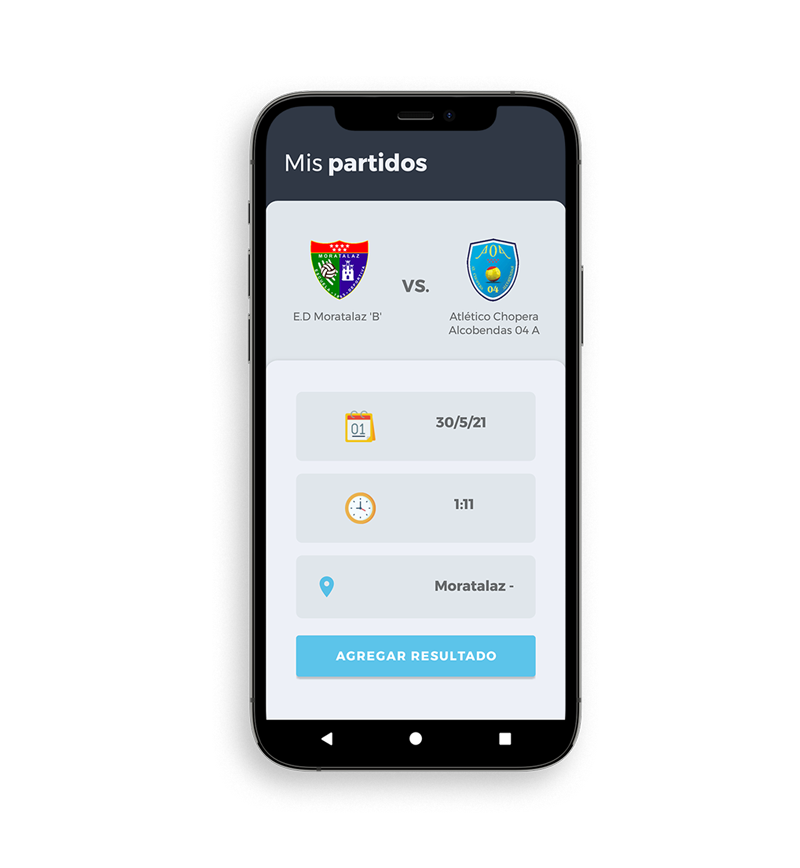 Mis partidos
MORATALAZ
VS.
04
E.D Moratalaz 'B'
Atlético Chopera
Alcobendas 04 A
01
30/5/21
1:11
Moratalaz -
AGREGAR RESULTADO